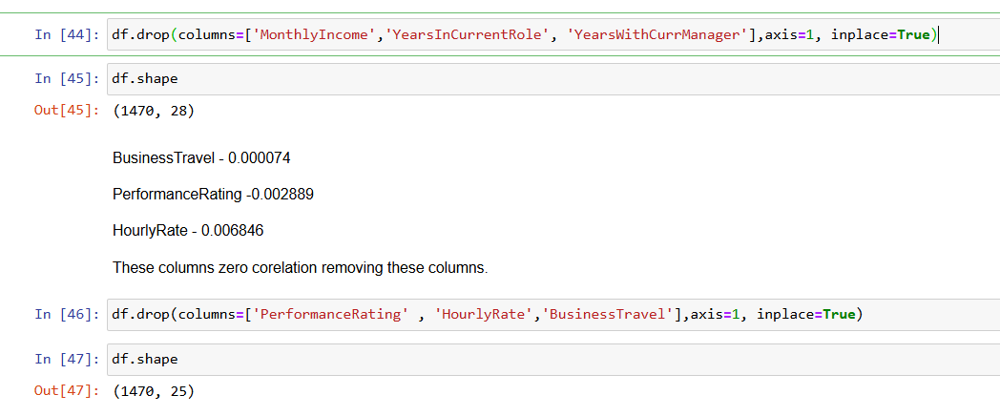 In [44]: df.drop(columns=['MonthlyIncome','YearsInCurrentRole', 'YearsWithCurrManager'],axis=1, inplace=True)
In [45]: df.shape
Out[45]: (1470, 28)
BusinessTravel - 0.000074
PerformanceRating -0.002889
HourlyRate - 0.006846
These columns zero corelation removing these columns.
In [46]: df.drop(columns=['PerformanceRating' , 'HourlyRate','BusinessTravel'],axis=1, inplace=True)
In [47]: df.shape
Out[47]: (1470, 25)